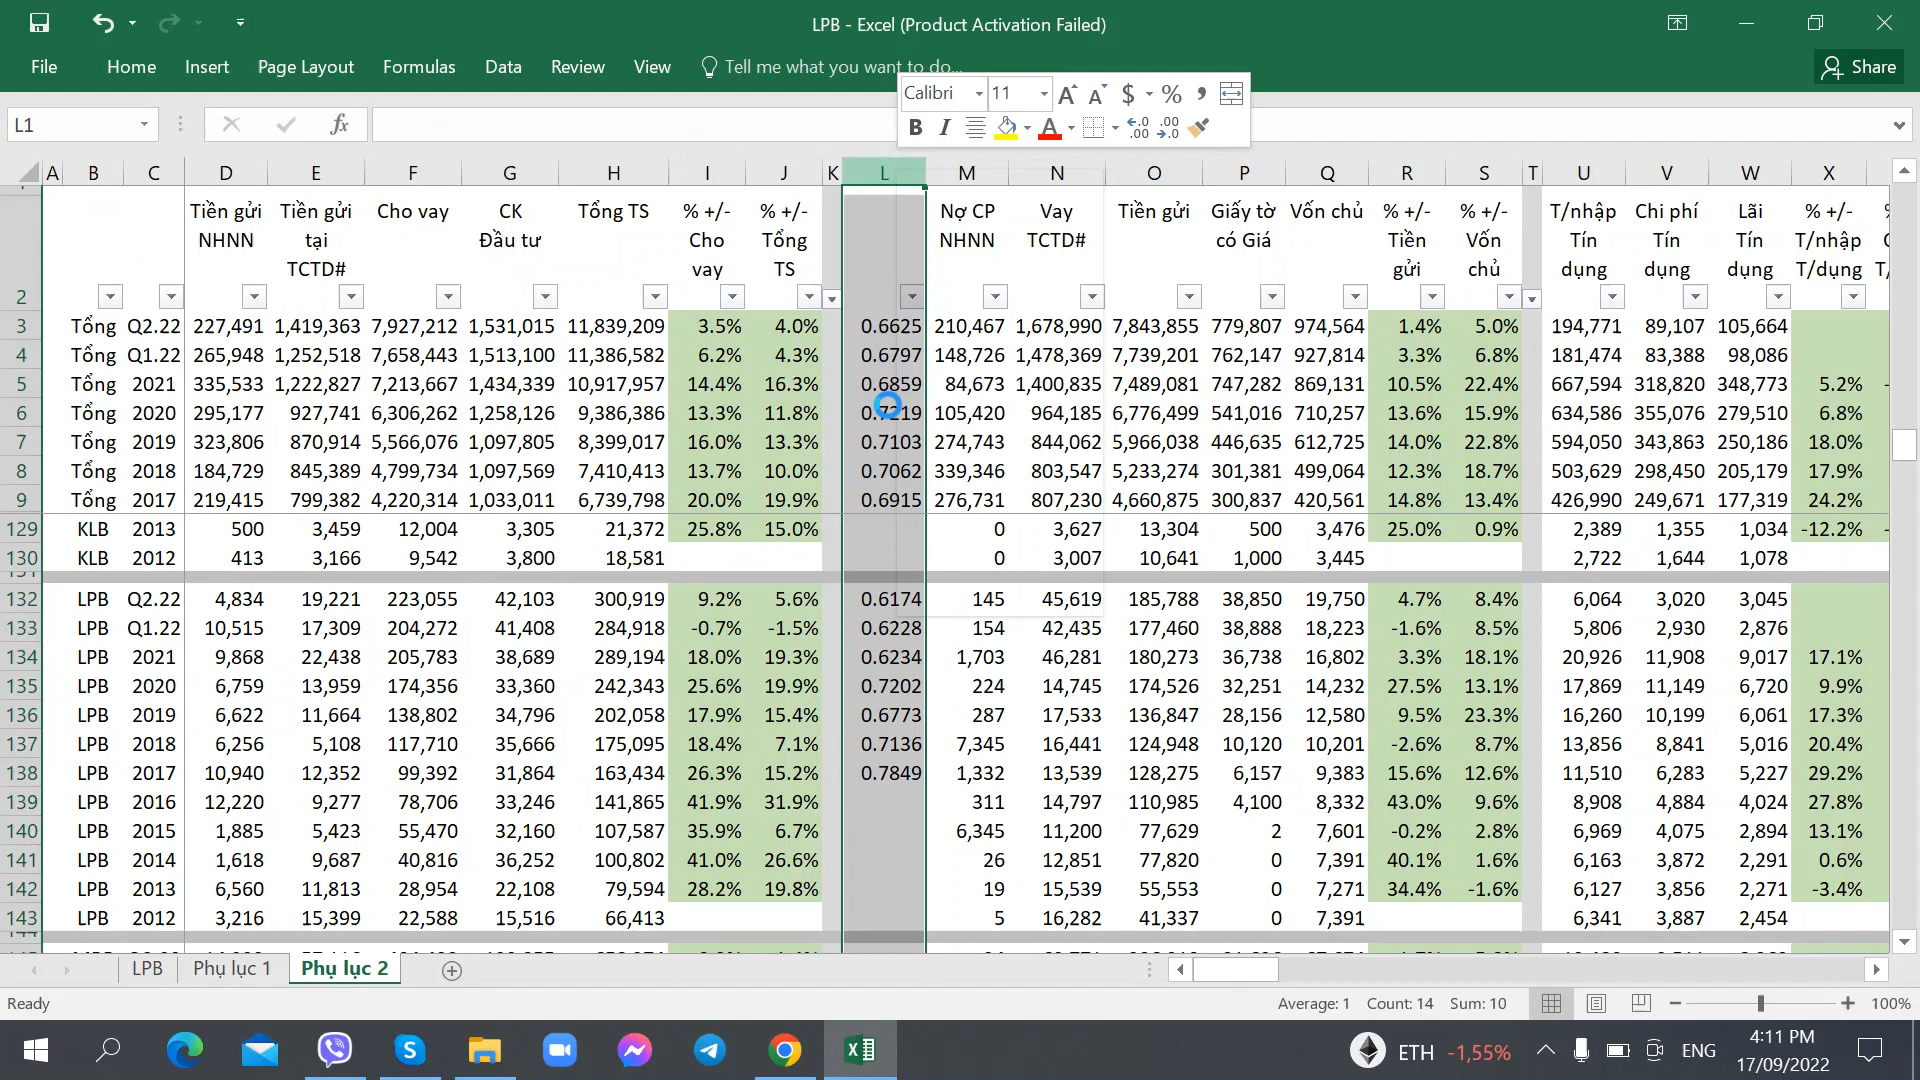 LPB - Excel (Product Activation Failed)
File Home Insert Page Layout Formulas Data Review View Tell me what you want to do... Share
Calibri 11
L1
A B C D E F G H I J K L M N O P Q R S T U V W X
Tiền gửi NHNN
Tiền gửi tại TCTD#
Cho vay
CK Đầu tư
Tổng TS
% +/- Cho vay
% +/- Tổng TS
Nợ CP NHNN
Vay TCTD#
Tiền gửi
Giấy tờ có Giá
Vốn chủ
% +/- Tiền gửi
% +/- Vốn chủ
T/nhập Tín dụng
Chi phí Tín dụng
Lãi Tín dụng
% +/- T/nhập T/dụng
2
3 Tổng Q2.22 227,491 1,419,363 7,927,212 1,531,015 11,839,209 3.5% 4.0% 0.6625 210,467 1,678,990 7,843,855 779,807 974,564 1.4% 5.0% 194,771 89,107 105,664
4 Tổng Q1.22 265,948 1,252,518 7,658,443 1,513,100 11,386,582 6.2% 4.3% 0.6797 148,726 1,478,369 7,739,201 762,147 927,814 3.3% 6.8% 181,474 83,388 98,086
5 Tổng 2021 335,533 1,222,827 7,213,667 1,434,339 10,917,957 14.4% 16.3% 0.6859 84,673 1,400,835 7,489,081 747,282 869,131 10.5% 22.4% 667,594 318,820 348,773 5.2%
6 Tổng 2020 295,177 927,741 6,306,262 1,258,126 9,386,386 13.3% 11.8% 0.7219 105,420 964,185 6,776,499 541,016 710,257 13.6% 15.9% 634,586 355,076 279,510 6.8%
7 Tổng 2019 323,806 870,914 5,566,076 1,097,805 8,399,017 16.0% 13.3% 0.7103 274,743 844,062 5,966,038 446,635 612,725 14.0% 22.8% 594,050 343,863 250,186 18.0%
8 Tổng 2018 184,729 845,389 4,799,734 1,097,569 7,410,413 13.7% 10.0% 0.7062 339,346 803,547 5,233,274 301,381 499,064 12.3% 18.7% 503,629 298,450 205,179 17.9%
9 Tổng 2017 219,415 799,382 4,220,314 1,033,011 6,739,798 20.0% 19.9% 0.6915 276,731 807,230 4,660,875 300,837 420,561 14.8% 13.4% 426,990 249,671 177,319 24.2%
129 KLB 2013 500 3,459 12,004 3,305 21,372 25.8% 15.0% 0 3,627 13,304 500 3,476 25.0% 0.9% 2,389 1,355 1,034 -12.2%
130 KLB 2012 413 3,166 9,542 3,800 18,581 0 3,007 10,641 1,000 3,445 2,722 1,644 1,078
132 LPB Q2.22 4,834 19,221 223,055 42,103 300,919 9.2% 5.6% 0.6174 145 45,619 185,788 38,850 19,750 4.7% 8.4% 6,064 3,020 3,045
133 LPB Q1.22 10,515 17,309 204,272 41,408 284,918 -0.7% -1.5% 0.6228 154 42,435 177,460 38,888 18,223 -1.6% 8.5% 5,806 2,930 2,876
134 LPB 2021 9,868 22,438 205,783 38,689 289,194 18.0% 19.3% 0.6234 1,703 46,281 180,273 36,738 16,802 3.3% 18.1% 20,926 11,908 9,017 17.1%
135 LPB 2020 6,759 13,959 174,356 33,360 242,343 25.6% 19.9% 0.7202 224 14,745 174,526 32,251 14,232 27.5% 13.1% 17,869 11,149 6,720 9.9%
136 LPB 2019 6,622 11,664 138,802 34,796 202,058 17.9% 15.4% 0.6773 287 17,533 136,847 28,156 12,580 9.5% 23.3% 16,260 10,199 6,061 17.3%
137 LPB 2018 6,256 5,108 117,710 35,666 175,095 18.4% 7.1% 0.7136 7,345 16,441 124,948 10,120 10,201 -2.6% 8.7% 13,856 8,841 5,016 20.4%
138 LPB 2017 10,940 12,352 99,392 31,864 163,434 26.3% 15.2% 0.7849 1,332 13,539 128,275 6,157 9,383 15.6% 12.6% 11,510 6,283 5,227 29.2%
139 LPB 2016 12,220 9,277 78,706 33,246 141,865 41.9% 31.9% 311 14,797 110,985 4,100 8,332 43.0% 9.6% 8,908 4,884 4,024 27.8%
140 LPB 2015 1,885 5,423 55,470 32,160 107,587 35.9% 6.7% 6,345 11,200 77,629 2 7,601 -0.2% 2.8% 6,969 4,075 2,894 13.1%
141 LPB 2014 1,618 9,687 40,816 36,252 100,802 41.0% 26.6% 26 12,851 77,820 0 7,391 40.1% 1.6% 6,163 3,872 2,291 0.6%
142 LPB 2013 6,560 11,813 28,954 22,108 79,594 28.2% 19.8% 19 15,539 55,553 0 7,271 34.4% -1.6% 6,127 3,856 2,271 -3.4%
143 LPB 2012 3,216 15,399 22,588 15,516 66,413 5 16,282 41,337 0 7,391 6,341 3,887 2,454
LPB Phụ lục 1 Phụ lục 2
Ready Average: 1 Count: 14 Sum: 10 100%
ETH -1,55% ENG 4:11 PM
17/09/2022